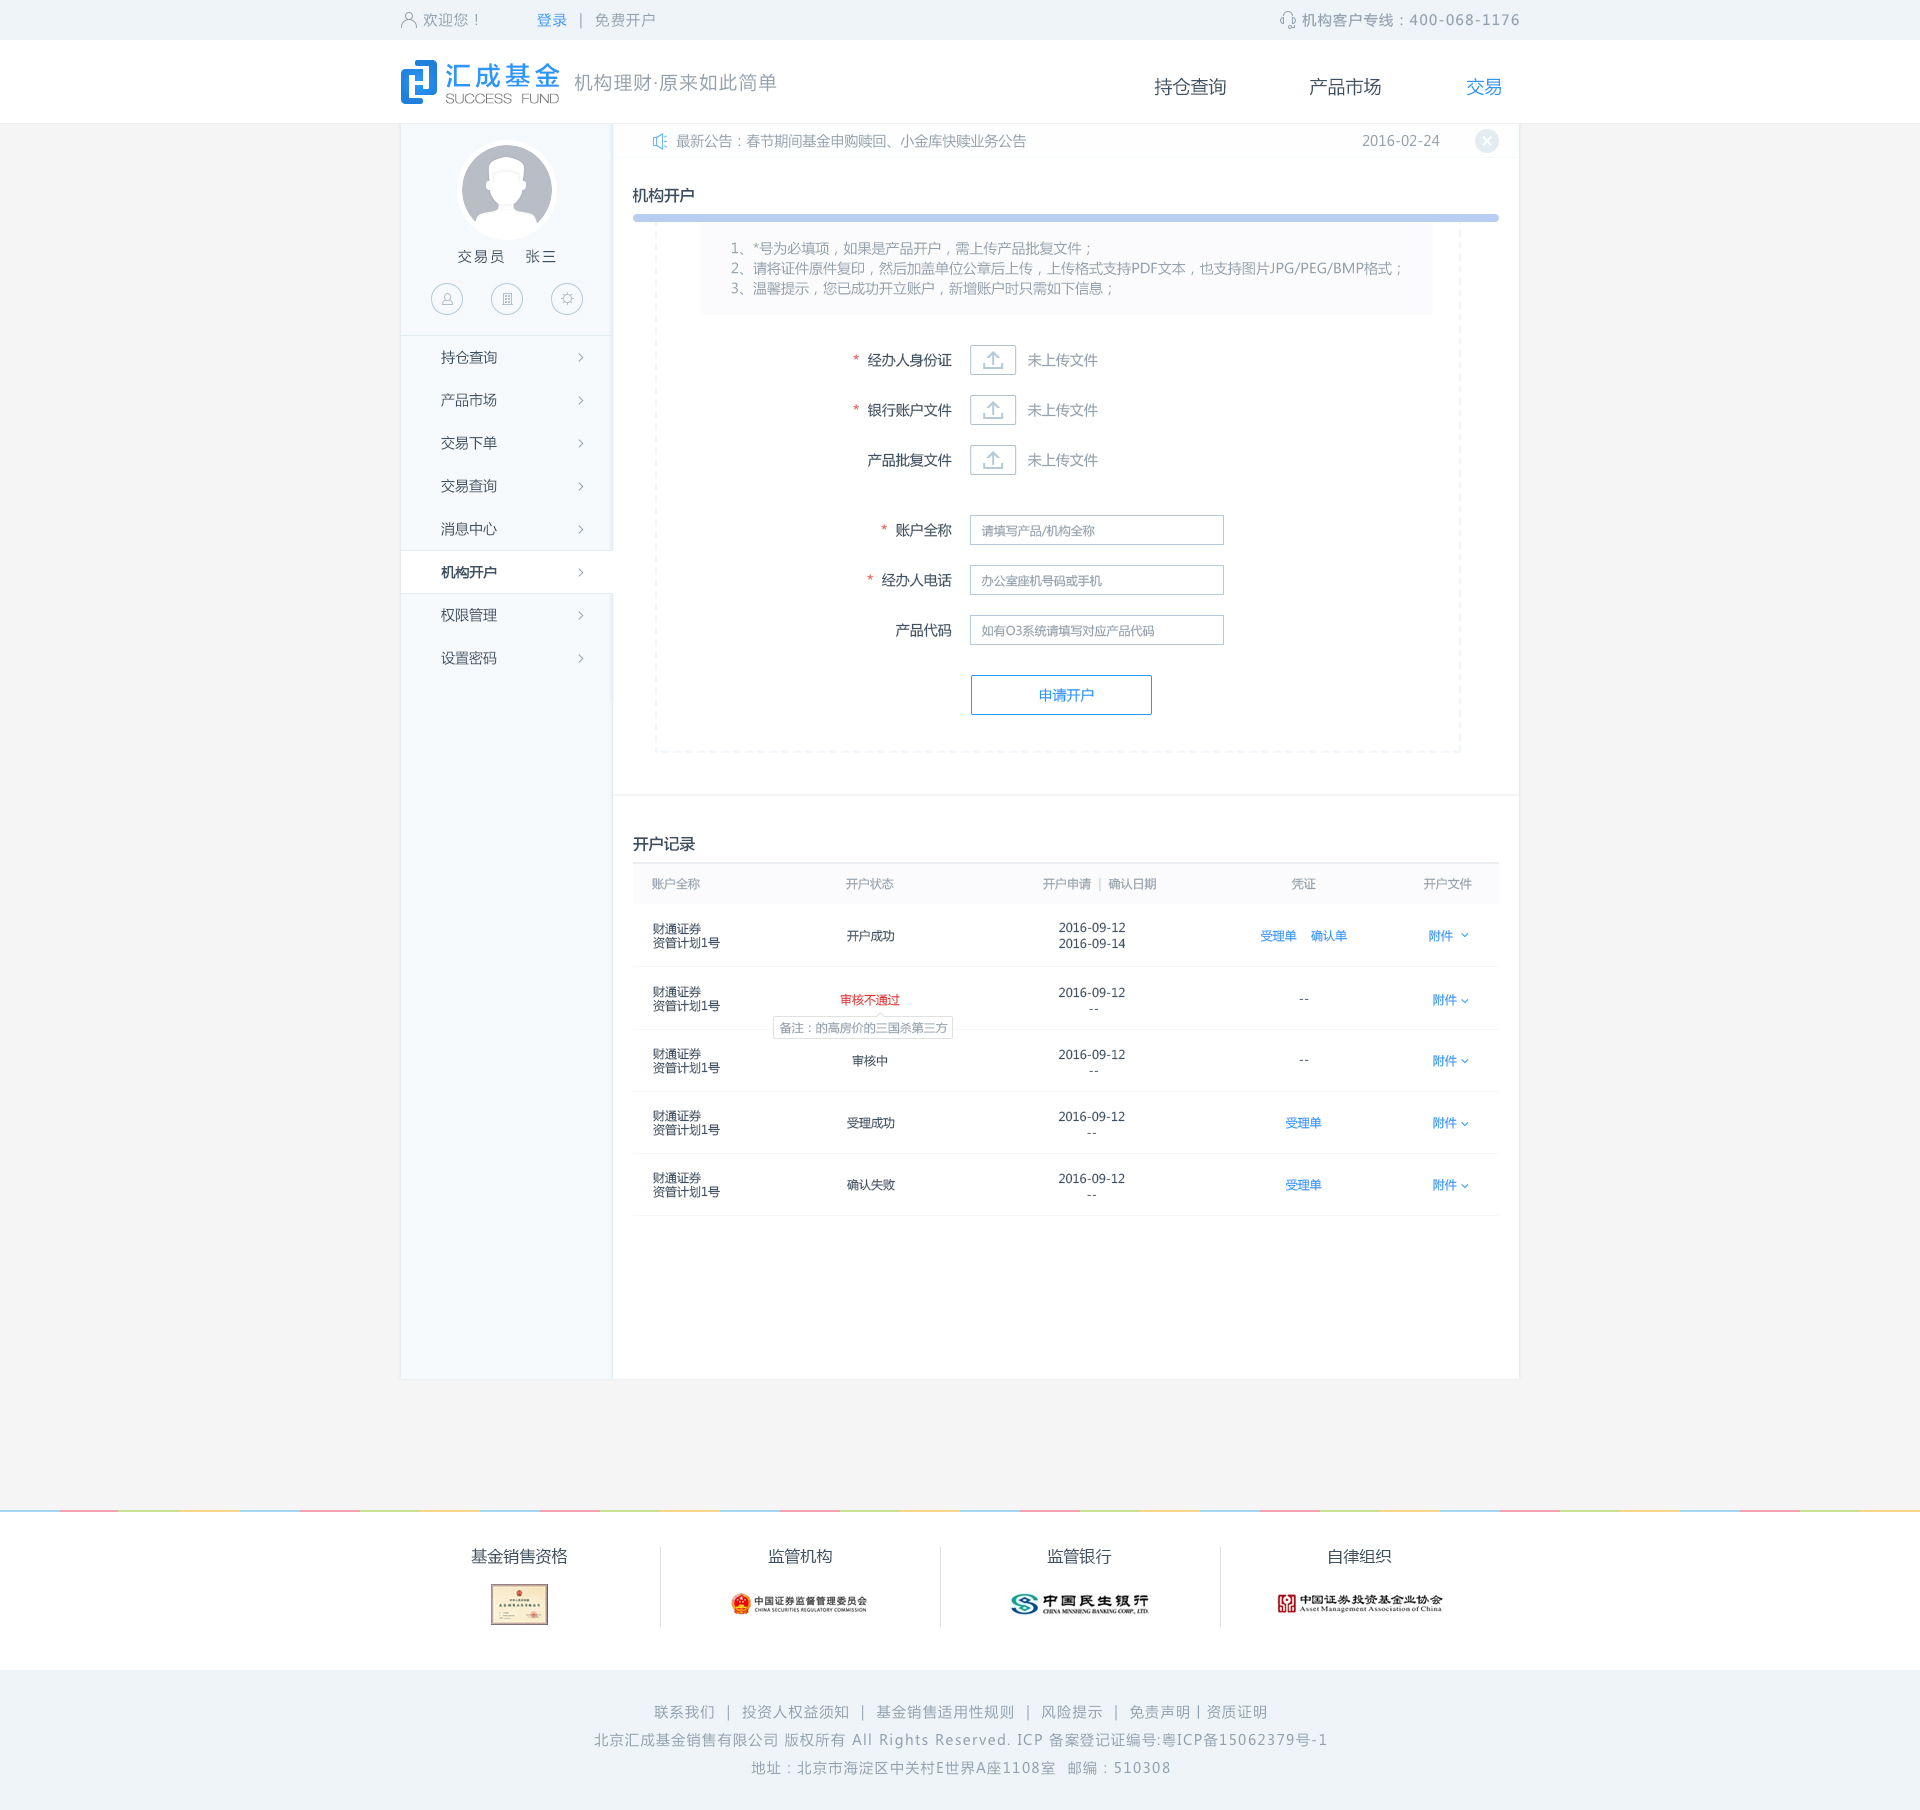 欢迎您！ 登录 | 免费开户 机构客户专线：400-068-1176
汇成基金
SUCCESS FUND
机构理财·原来如此简单
持仓查询 产品市场 交易
最新公告：春节期间基金申购赎回、小金库快赎业务公告 2016-02-24
交易员 张三
持仓查询
产品市场
交易下单
交易查询
消息中心
机构开户
权限管理
设置密码
机构开户
1、*号为必填项，如果是产品开户，需上传产品批复文件；
2、请将证件原件复印，然后加盖单位公章后上传，上传格式支持PDF文本，也支持图片JPG/PEG/BMP格式；
3、温馨提示，您已成功开立账户，新增账户时只需如下信息；
* 经办人身份证 未上传文件
* 银行账户文件 未上传文件
产品批复文件 未上传文件
* 账户全称 请填写产品/机构全称
* 经办人电话 办公室座机号码或手机
产品代码 如有O3系统请填写对应产品代码
申请开户
开户记录
账户全称 开户状态 开户申请 | 确认日期 凭证 开户文件
财通证券
资管计划1号
开户成功
2016-09-12
2016-09-14
受理单 确认单 附件
财通证券
资管计划1号
审核不通过
备注：的高房价的三国杀第三方
2016-09-12
--
-- 附件
财通证券
资管计划1号
审核中
2016-09-12
--
-- 附件
财通证券
资管计划1号
受理成功
2016-09-12
--
受理单 附件
财通证券
资管计划1号
确认失败
2016-09-12
--
受理单 附件
基金销售资格 监管机构 监管银行 自律组织
中国证券监督管理委员会
CHINA SECURITIES REGULATORY COMMISSION
中国民生银行
CHINA MINSHENG BANKING CORP., LTD.
中国证券投资基金业协会
Asset Management Association of China
联系我们 | 投资人权益须知 | 基金销售适用性规则 | 风险提示 | 免责声明 | 资质证明
北京汇成基金销售有限公司 版权所有 All Rights Reserved. ICP 备案登记证编号:粤ICP备15062379号-1
地址：北京市海淀区中关村E世界A座1108室 邮编：510308